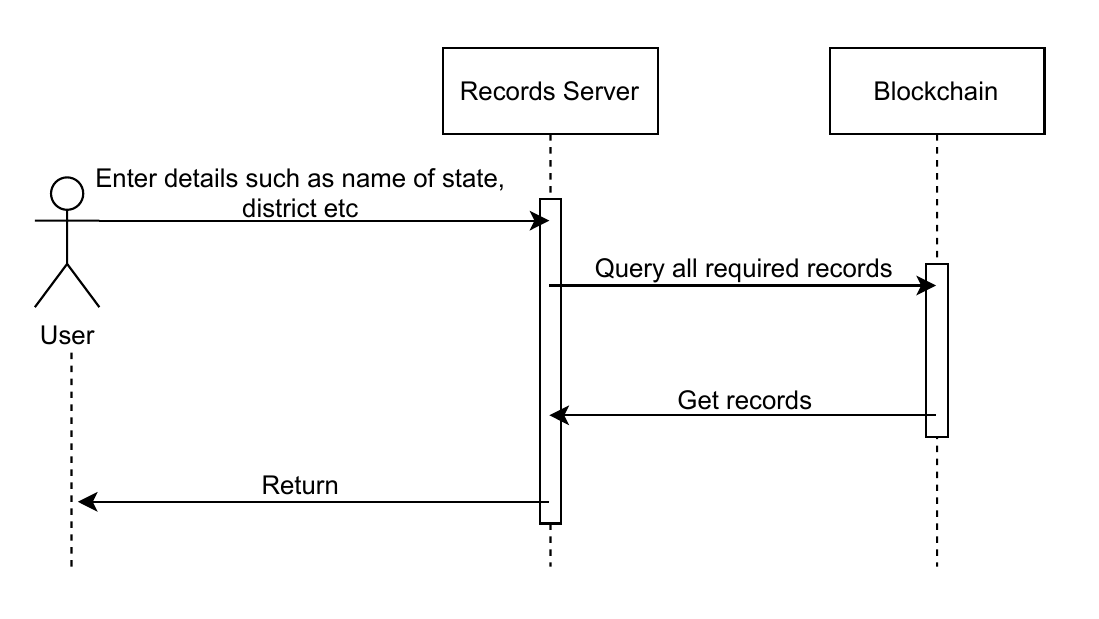 Records Server
Blockchain
Enter details such as name of state,
district etc
Query all required records
User
Get records
Return